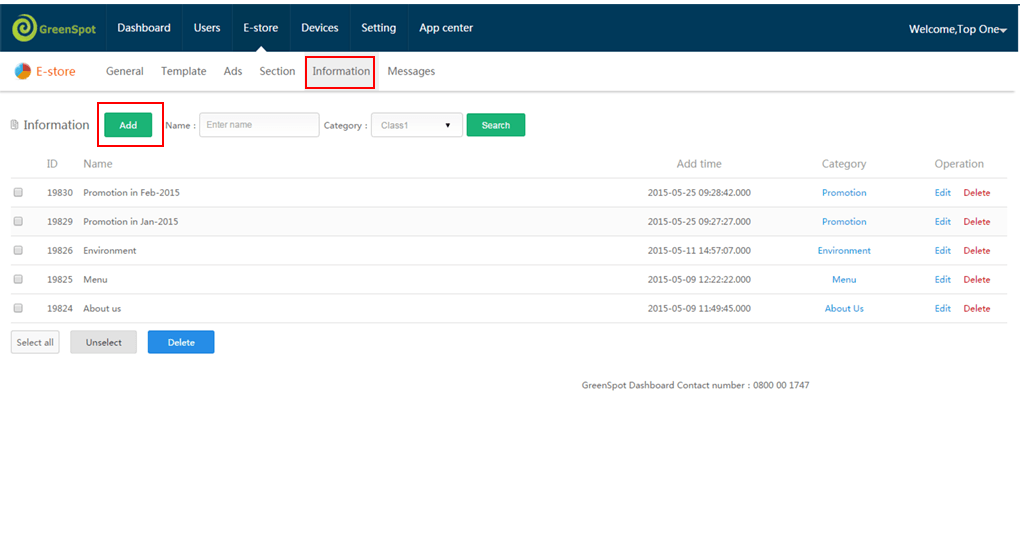 GreenSpot Dashboard Users E-store Devices Setting App center Welcome,Top One
E-store General Template Ads Section Information Messages
Information Add Name : Enter name Category : Class1 Search
ID Name Add time Category Operation
19830 Promotion in Feb-2015 2015-05-25 09:28:42.000 Promotion Edit Delete
19829 Promotion in Jan-2015 2015-05-25 09:27:27.000 Promotion Edit Delete
19826 Environment 2015-05-11 14:57:07.000 Environment Edit Delete
19825 Menu 2015-05-09 12:22:22.000 Menu Edit Delete
19824 About us 2015-05-09 11:49:45.000 About Us Edit Delete
Select all Unselect Delete
GreenSpot Dashboard Contact number : 0800 00 1747